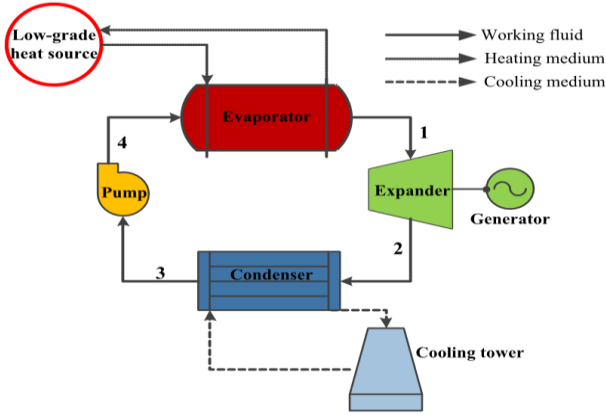 Low-grade
heat source
Working fluid
Heating medium
Cooling medium
Evaporator
1
4
Pump
Expander
Generator
2
3
Condenser
Cooling tower